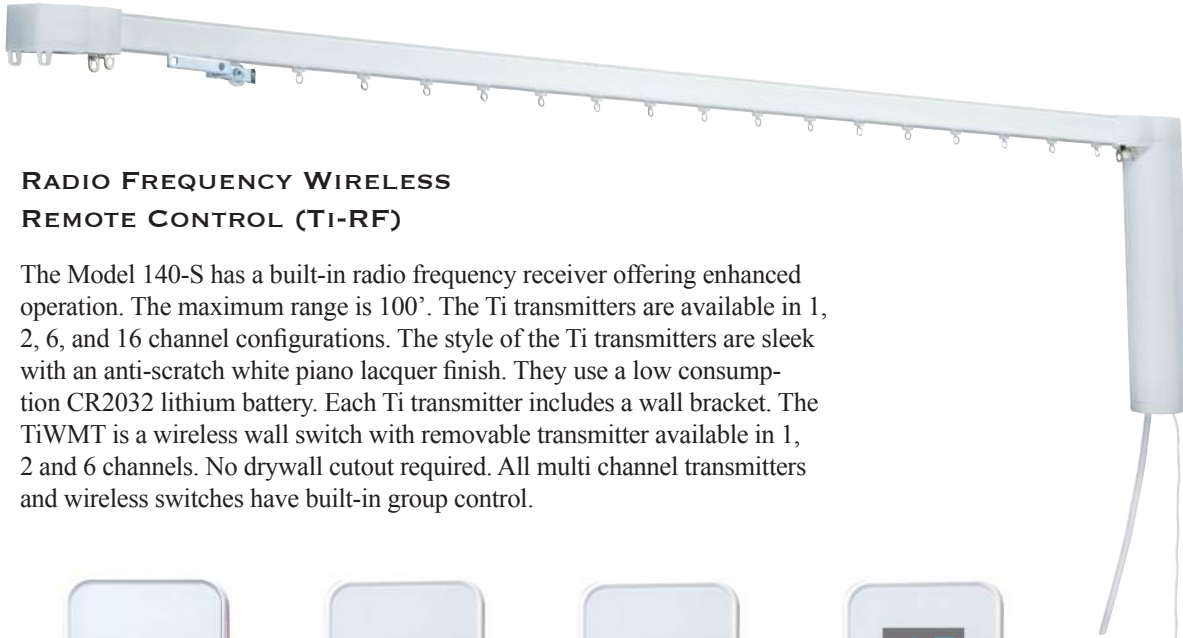 Radio Frequency Wireless
Remote Control (Ti-RF)
The Model 140-S has a built-in radio frequency receiver offering enhanced
operation. The maximum range is 100’. The Ti transmitters are available in 1,
2, 6, and 16 channel configurations. The style of the Ti transmitters are sleek
with an anti-scratch white piano lacquer finish. They use a low consump-
tion CR2032 lithium battery. Each Ti transmitter includes a wall bracket. The
TiWMT is a wireless wall switch with removable transmitter available in 1,
2 and 6 channels. No drywall cutout required. All multi channel transmitters
and wireless switches have built-in group control.